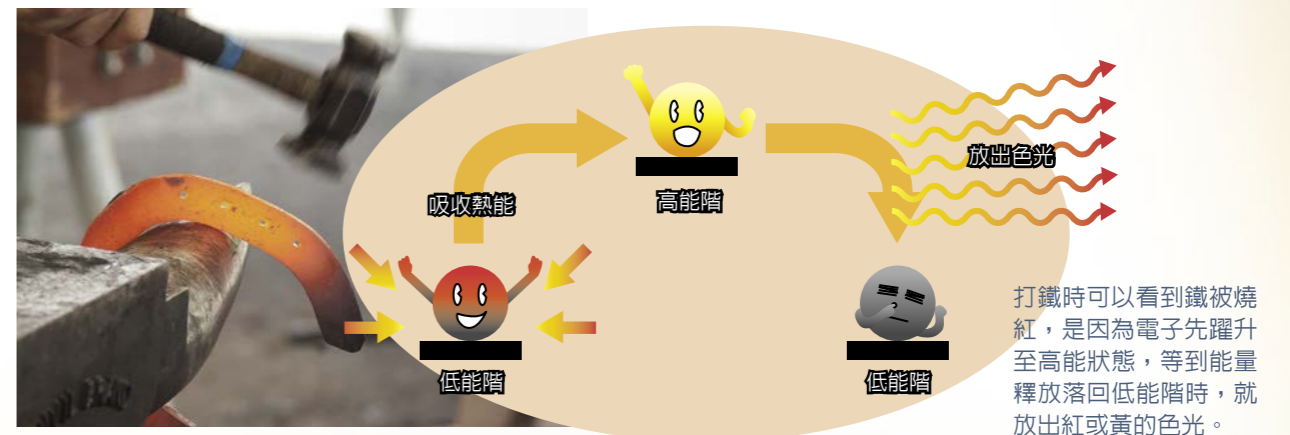 放出色光
吸收熱能
高能階
低能階
低能階
打鐵時可以看到鐵被燒
紅，是因為電子先躍升
至高能狀態，等到能量
釋放落回低能階時，就
放出紅或黃的色光。